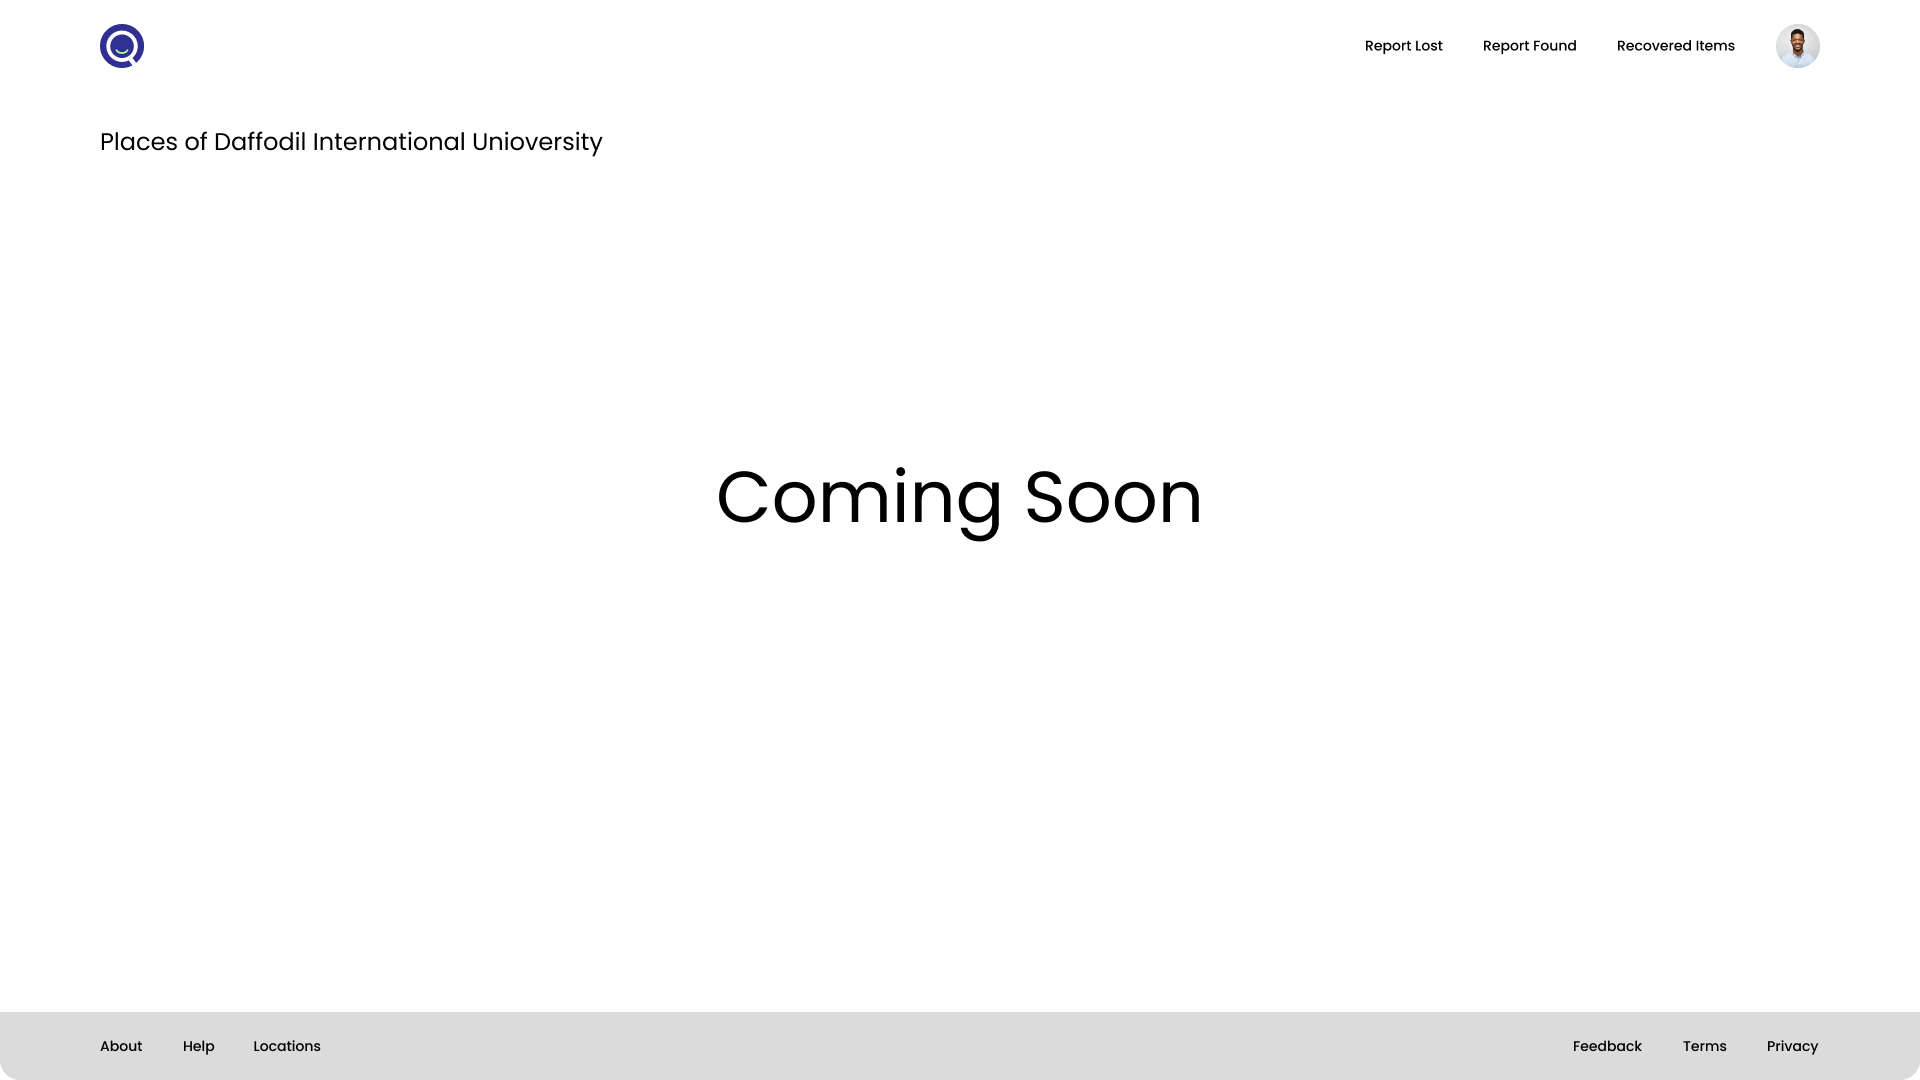 Report Lost Report Found Recovered Items
Places of Daffodil International Unioversity
Coming Soon
About Help Locations Feedback Terms Privacy